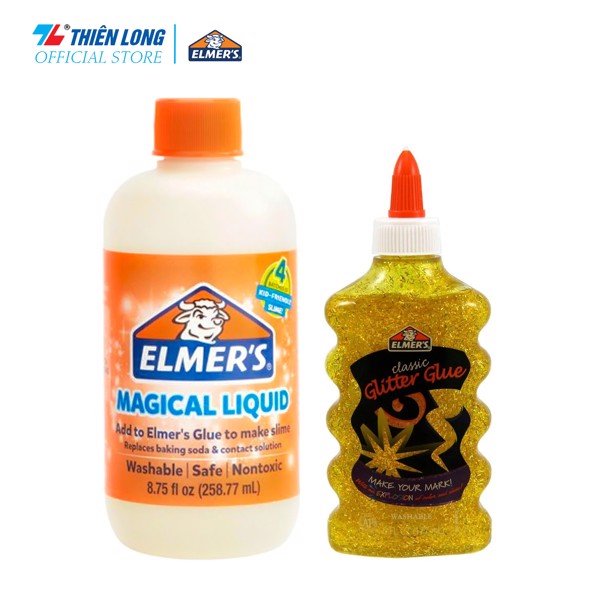 THIÊN LONG
OFFICIAL STORE
ELMER'S
4
KID-FRIENDLY
SLIME!
ELMER'S
MAGICAL LIQUID
Add to Elmer's Glue to make slime
Replaces baking soda & contact solution
Washable | Safe | Nontoxic
8.75 fl oz (258.77 mL)
ELMER'S
classic
Glitter Glue
MAKE YOUR MARK!
EXPLOSION
WASHABLE